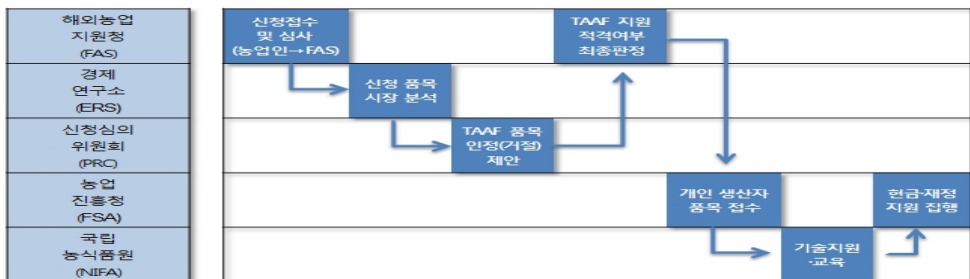 해외농업
지원청
(FAS)
신청접수
및 심사
(농업인→FAS)
TAAF 지원
적격여부
최종판정
경제
연구소
(ERS)
신청 품목
시장 분석
신청심의
위원회
(PRC)
TAAF 품목
인정(거절)
제안
농업
진흥청
(FSA)
개인 생산자
품목 접수
현금·재정
지원 집행
국립
농식품원
(NIFA)
기술지원
·교육